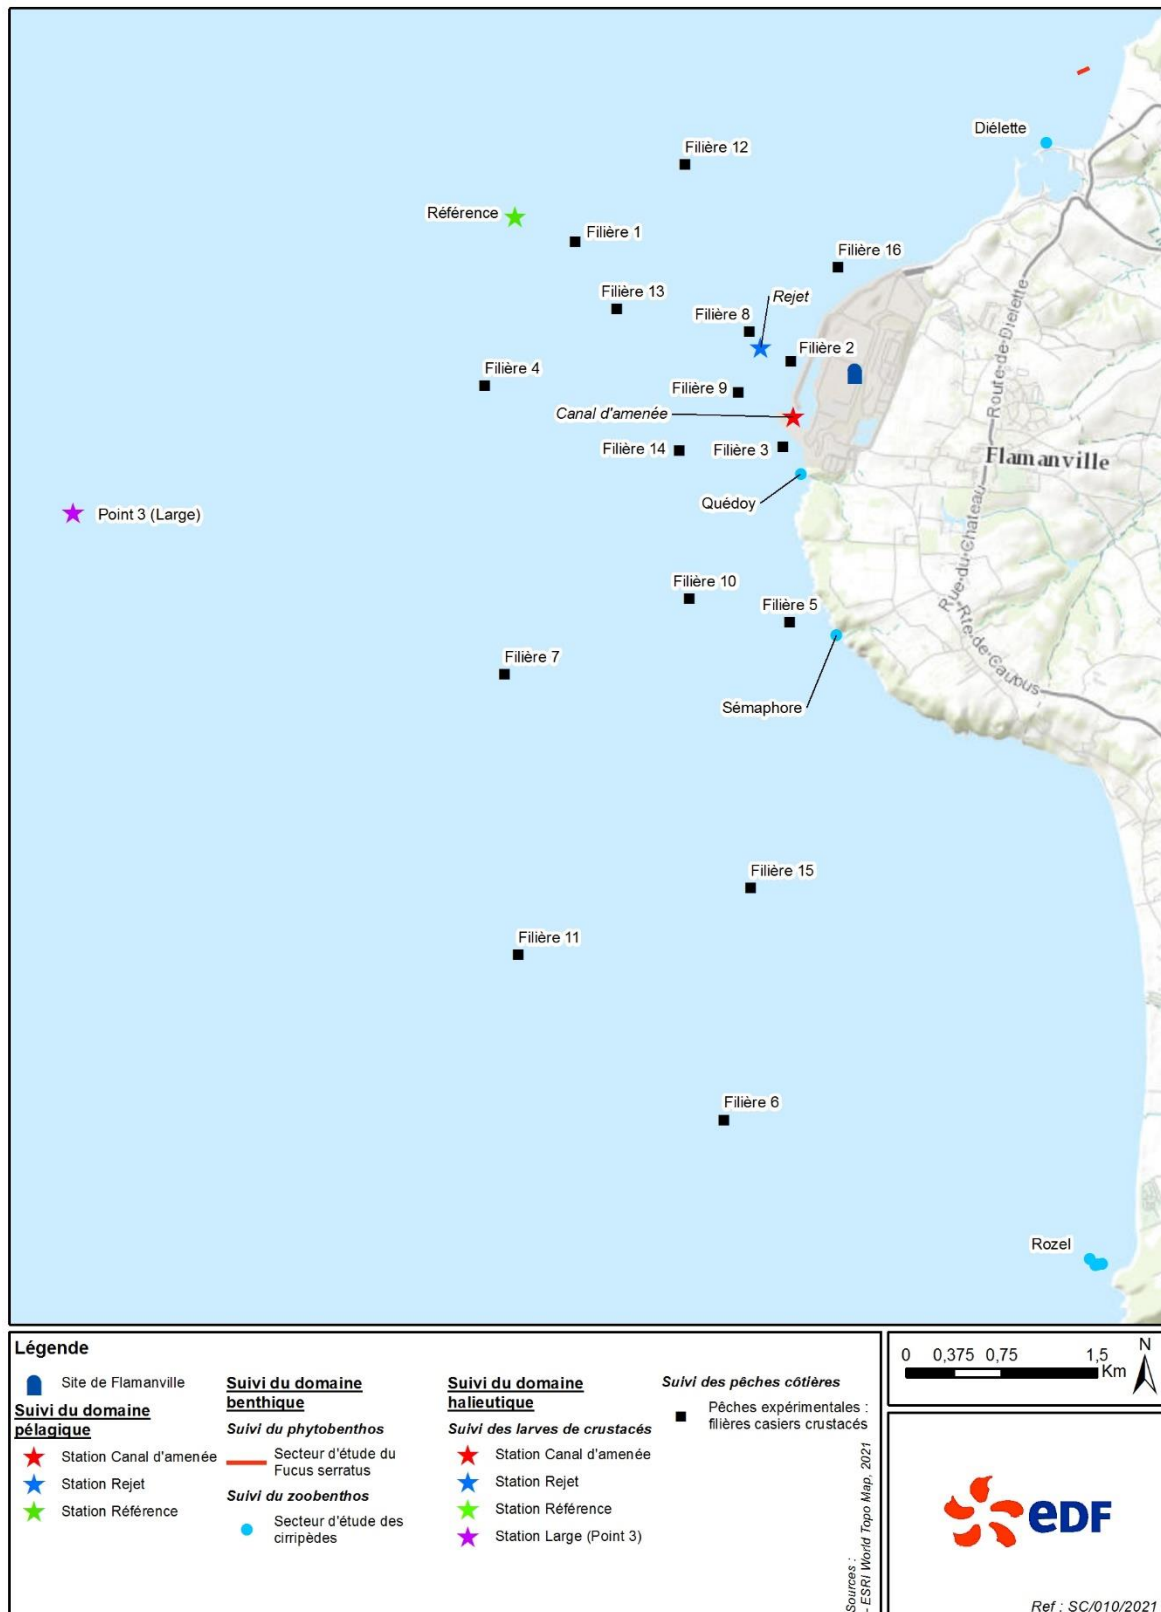 Diélette
Filière 12
Référence
Filière 1
Filière 16
Filière 13
Rejet
Filière 8
Route-de-Dielette
Filière 2
Filière 4
Filière 9
Canal d'amenée
Filière 14
Filière 3
Flamanville
Quédoy
Point 3 (Large)
Rue-du-Chateau
Filière 10
Filière 5
Filière 7
Sémaphore
Filière 15
Filière 11
Filière 6
Rozel
Légende
Site de Flamanville
Suivi du domaine
pélagique
Station Canal d'amenée
Station Rejet
Station Référence
Suivi du domaine
benthique
Suivi du phytobenthos
Secteur d'étude du
Fucus serratus
Suivi du zoobenthos
Secteur d'étude des
cirripèdes
Suivi du domaine
halieutique
Suivi des larves de crustacés
Station Canal d'amenée
Station Rejet
Station Référence
Station Large (Point 3)
Suivi des pêches côtières
Pêches expérimentales :
filières casiers crustacés
Sources :
- ESRI World Topo Map, 2021
0 0,375 0,75 1,5
Km
N
eDF
Ref : SC/010/2021